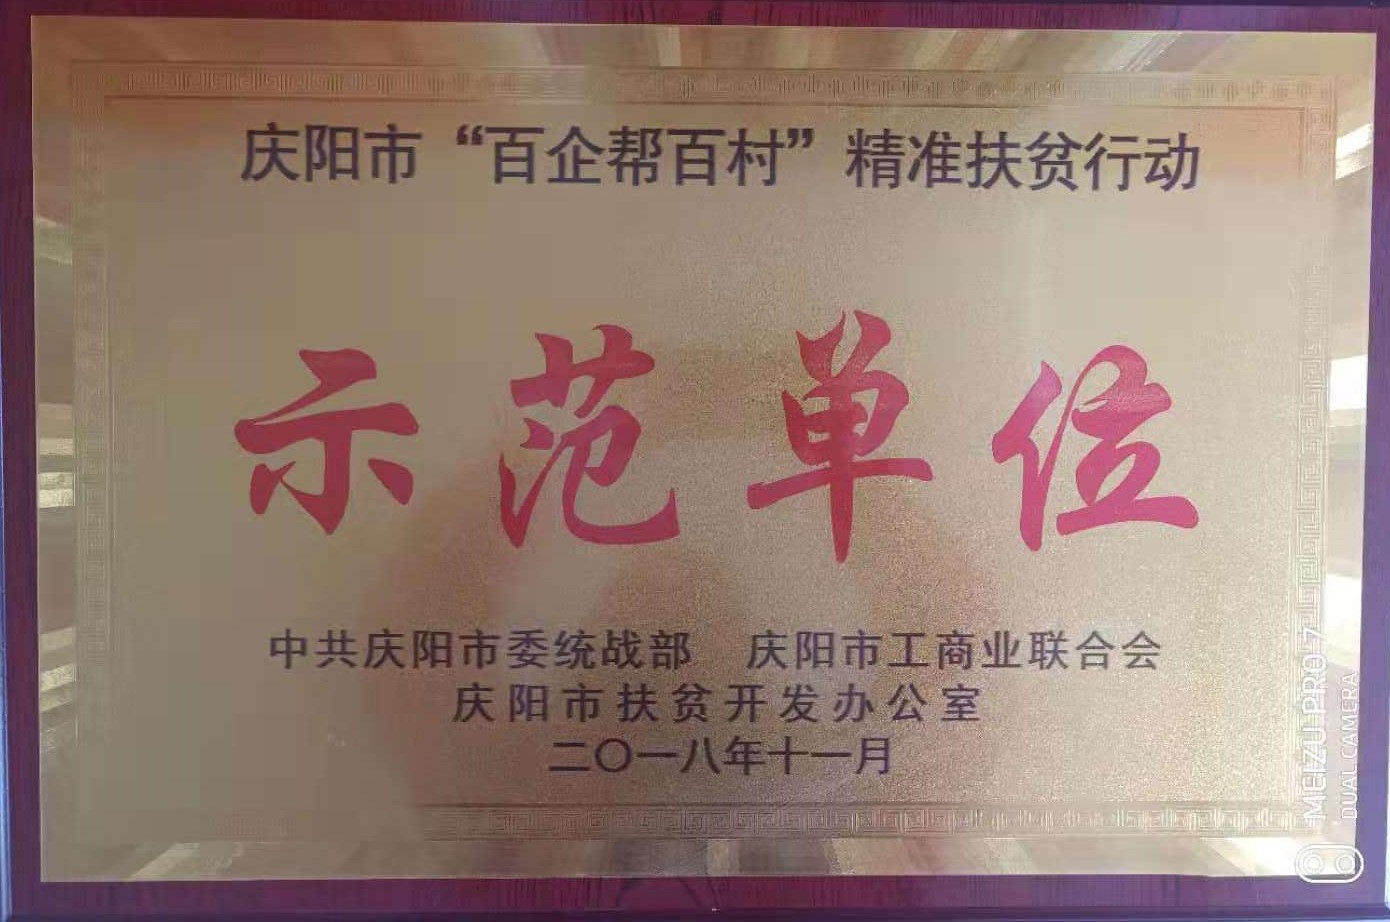 庆阳市“百企帮百村”精准扶贫行动
示范单位
中共庆阳市委统战部 庆阳市工商业联合会
庆阳市扶贫开发办公室
二〇一八年十一月
MEIZU PRO 7
DUAL CAMERA